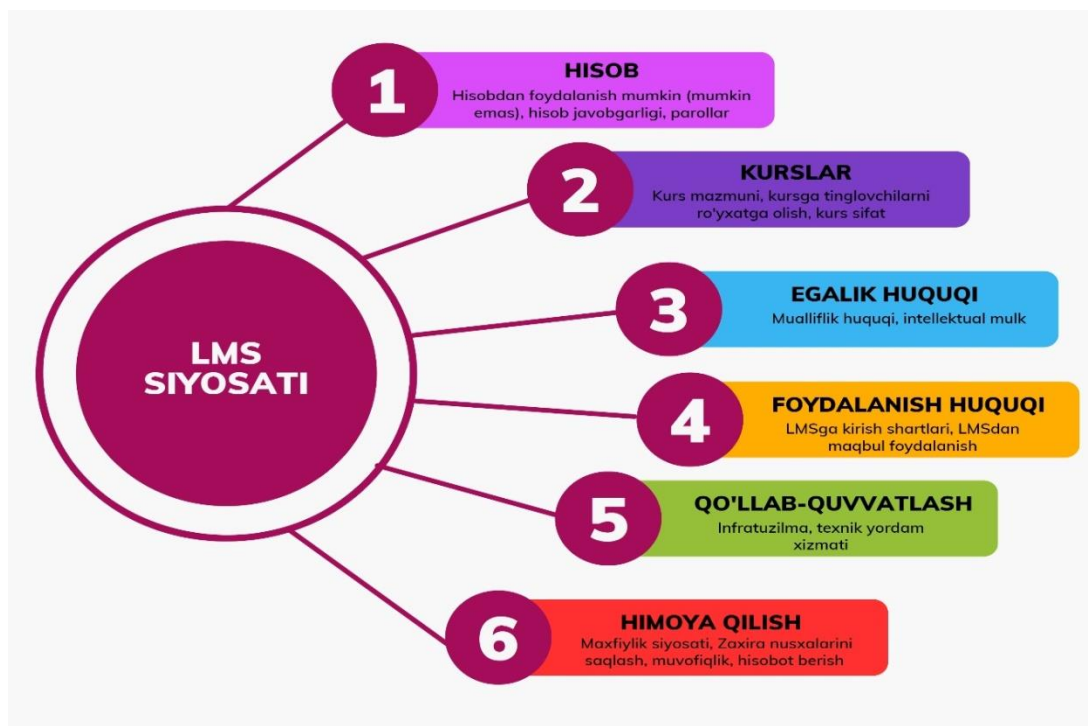 LMS
SIYOSATI
1
HISOB
Hisobdan foydalanish mumkin (mumkin
emas), hisob javobgarligi, parollar
2
KURSLAR
Kurs mazmuni, kursga tinglovchilarni
ro'yxatga olish, kurs sifat
3
EGALIK HUQUQI
Mualliflik huquqi, intellektual mulk
4
FOYDALANISH HUQUQI
LMSga kirish shartlari, LMSdan
maqbul foydalanish
5
QO'LLAB-QUVVATLASH
Infratuzilma, texnik yordam
xizmati
6
HIMOYA QILISH
Maxfiylik siyosati, Zaxira nusxalarini
saqlash, muvofiqlik, hisobot berish